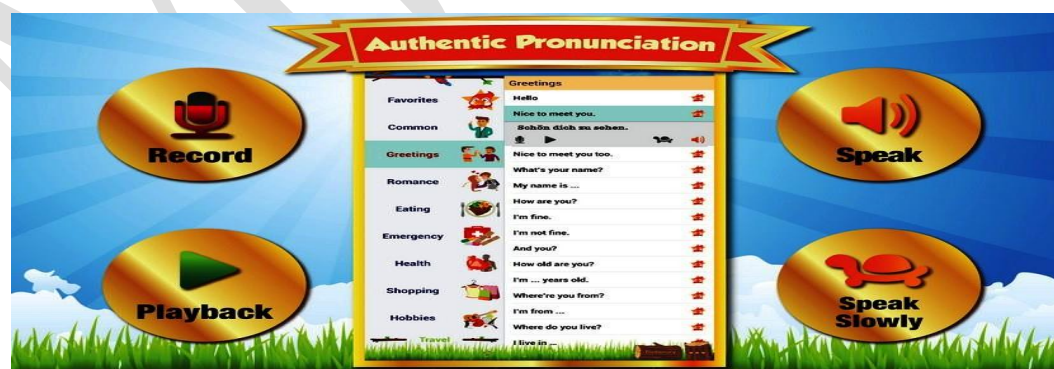 Authentic Pronunciation
Record
Playback
Favorites
Common
Greetings
Romance
Eating
Emergency
Health
Shopping
Hobbies
Travel
Greetings
Hello
Nice to meet you.
Schön dich zu sehen.
Nice to meet you too.
What's your name?
My name is ...
How are you?
I'm fine.
I'm not fine.
And you?
How old are you?
I'm ... years old.
Where're you from?
I'm from ...
Where do you live?
I live in ...
Speak
Speak
Slowly